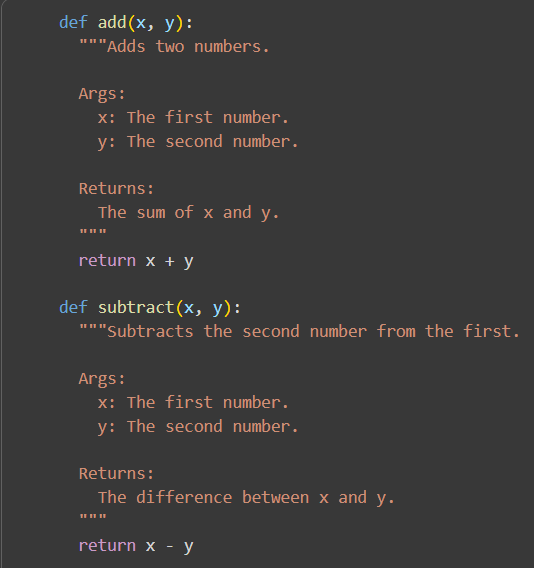 def add(x, y):
  """Adds two numbers.

  Args:
    x: The first number.
    y: The second number.

  Returns:
    The sum of x and y.
  """
  return x + y

def subtract(x, y):
  """Subtracts the second number from the first.

  Args:
    x: The first number.
    y: The second number.

  Returns:
    The difference between x and y.
  """
  return x - y